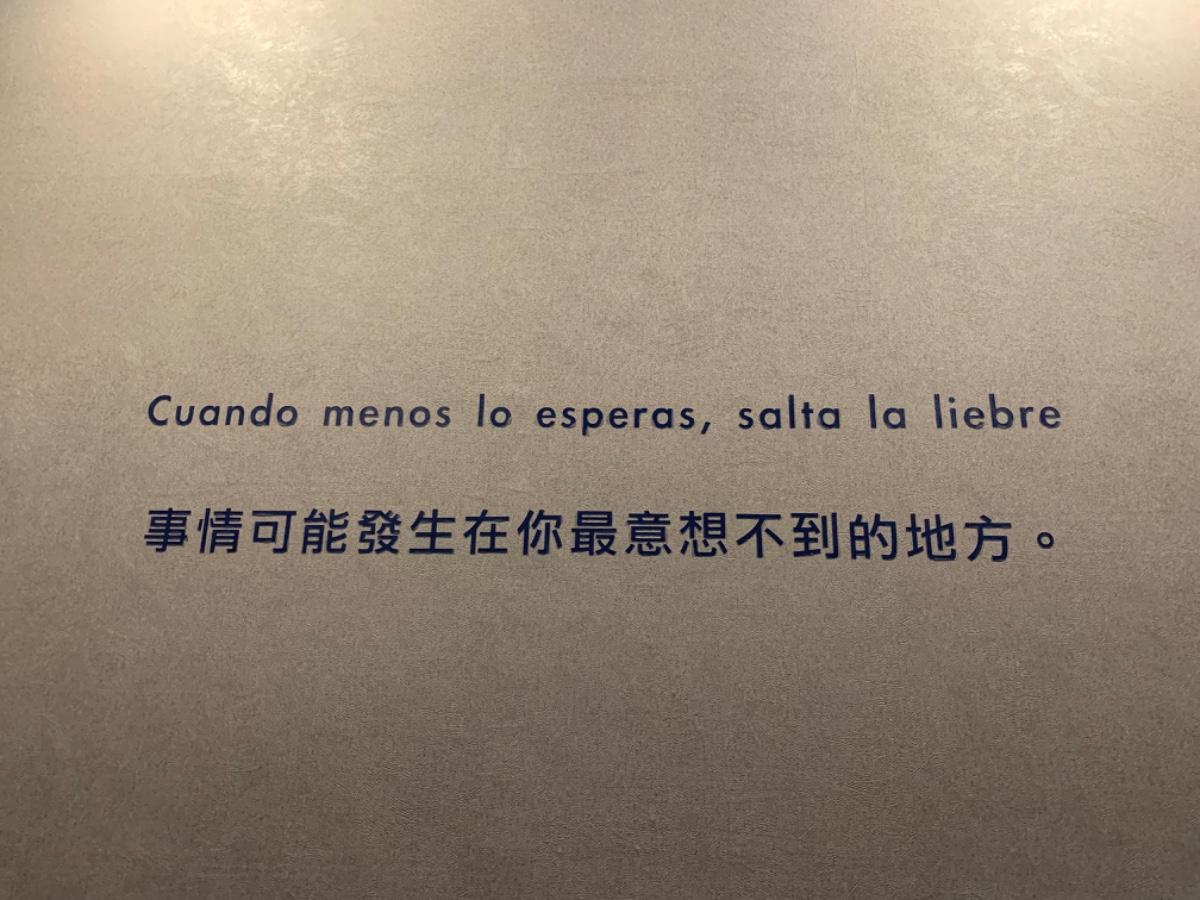 Cuando menos lo esperas, salta la liebre
事情可能發生在你最意想不到的地方。